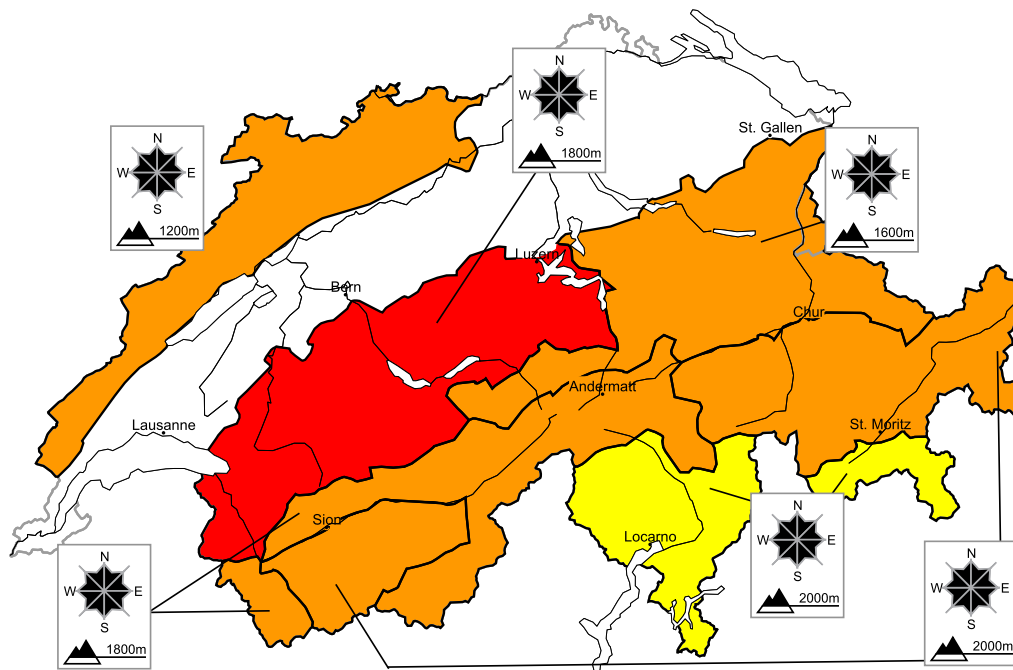 N
W E
S
1800m
St. Gallen
N
W E
S
1200m
N
W E
S
1600m
Luzern
Bern
Chur
Andermatt
Lausanne
St. Moritz
Sion
Locarno
N
W E
S
2000m
N
W E
S
1800m
N
W E
S
2000m